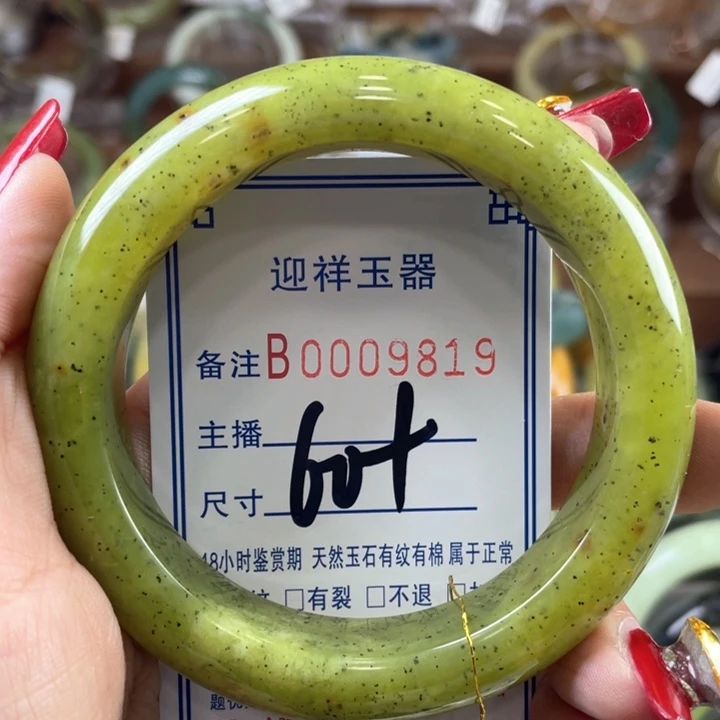 迎祥玉器
备注B0009819
主播
尺寸 60+
48小时鉴赏期 天然玉石有纹有棉 属于正常
□有裂 □不退